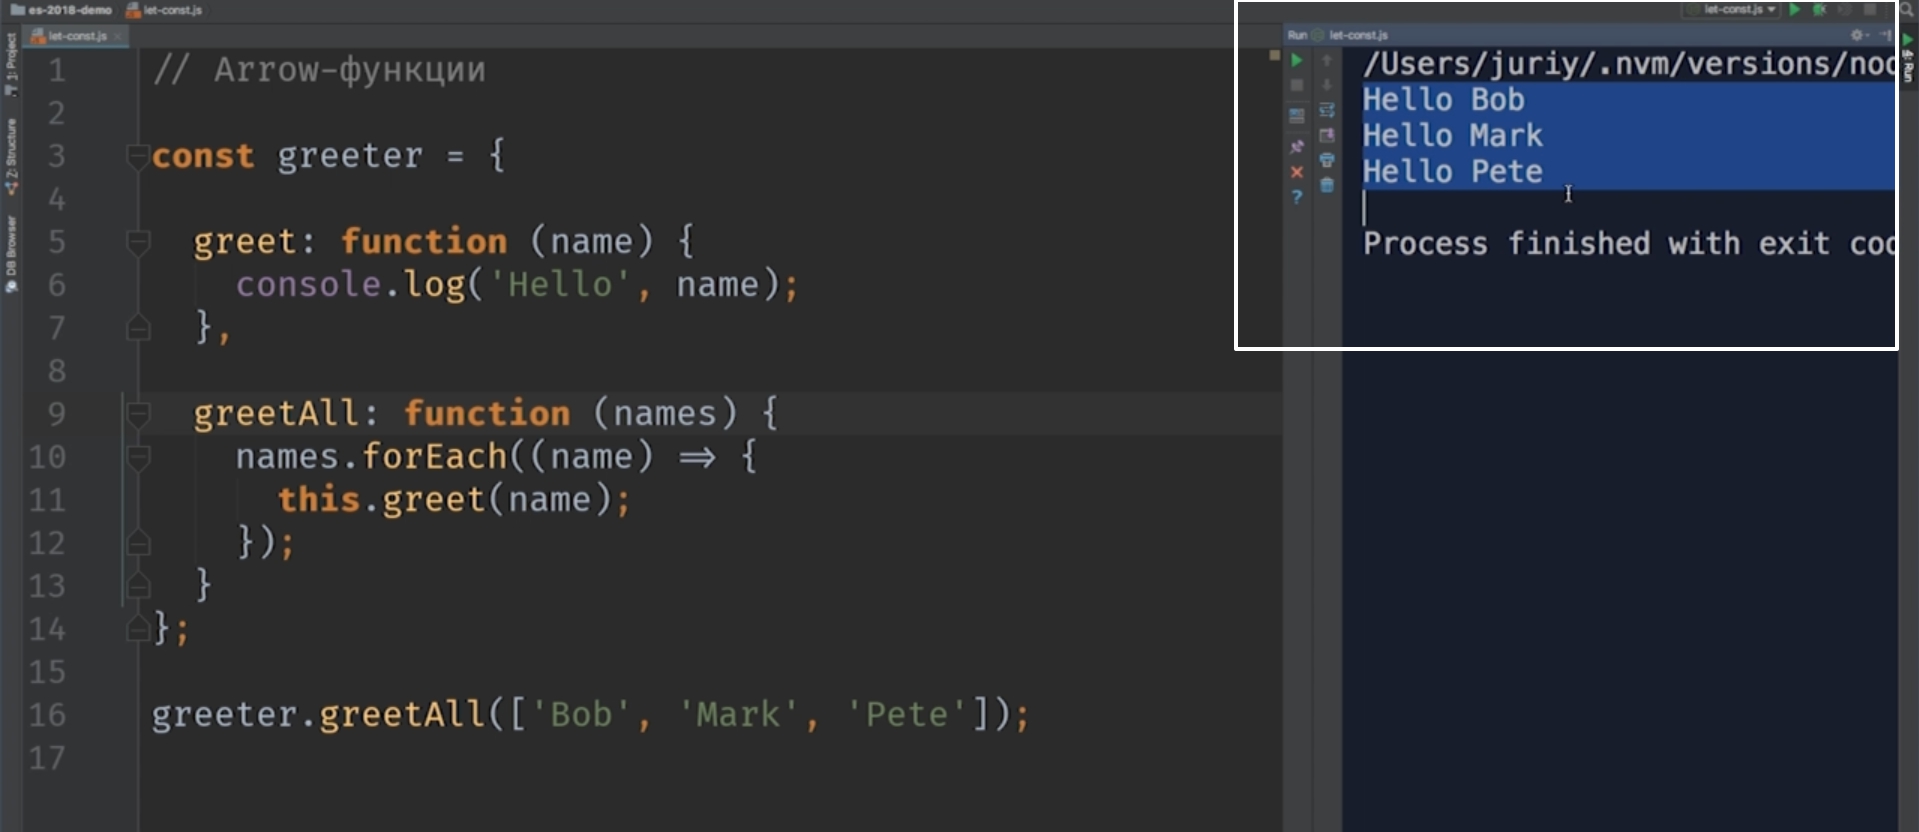 es-2018-demo let-const.js
let-const.js
let-const.js
1: Project
Z: Structure
DB Browser
1 // Arrow-функции
2
3 const greeter = {
4
5 greet: function (name) {
6 console.log('Hello', name);
7 },
8
9 greetAll: function (names) {
10 names.forEach((name) => {
11 this.greet(name);
12 });
13 }
14 };
15
16 greeter.greetAll(['Bob', 'Mark', 'Pete']);
17
Run let-const.js
/Users/juriy/.nvm/versions/noc
Hello Bob
Hello Mark
Hello Pete
Process finished with exit coc
4: Run